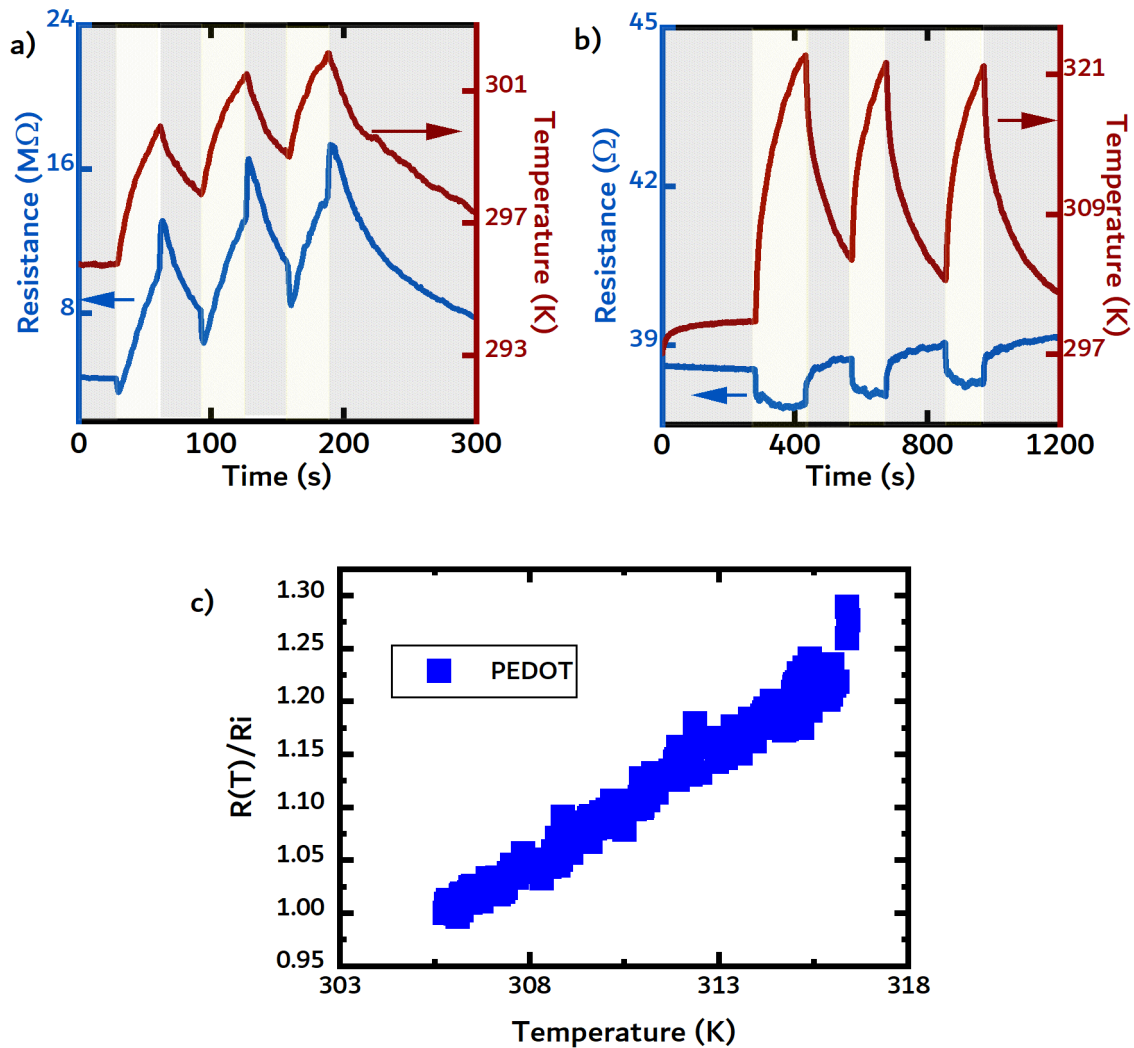 a)
24
16
8
Resistance (MΩ)
301
297
293
Temperature (K)
0
100
200
300
Time (s)
b)
45
42
39
Resistance (Ω)
321
309
297
Temperature (K)
0
400
800
1200
Time (s)
c)
1.30
1.25
1.20
1.15
1.10
1.05
1.00
0.95
R(T)/Ri
PEDOT
303
308
313
318
Temperature (K)